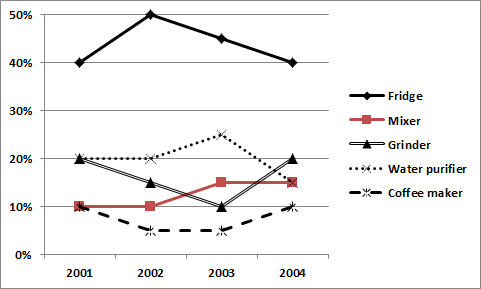 50%
40%
30%
20%
10%
0%
2001 2002 2003 2004
Fridge
Mixer
Grinder
Water purifier
Coffee maker